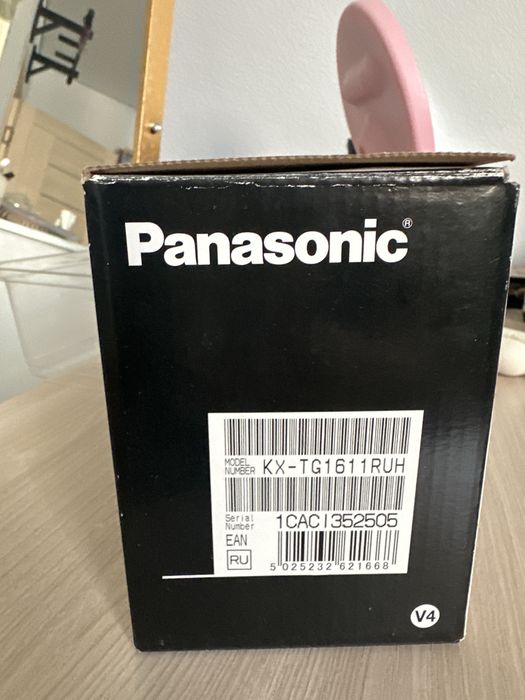 Panasonic®
MODEL NUMBER KX-TG1611RUH
Serial Number 1CACI352505
EAN
RU
5 025232 621668
V4